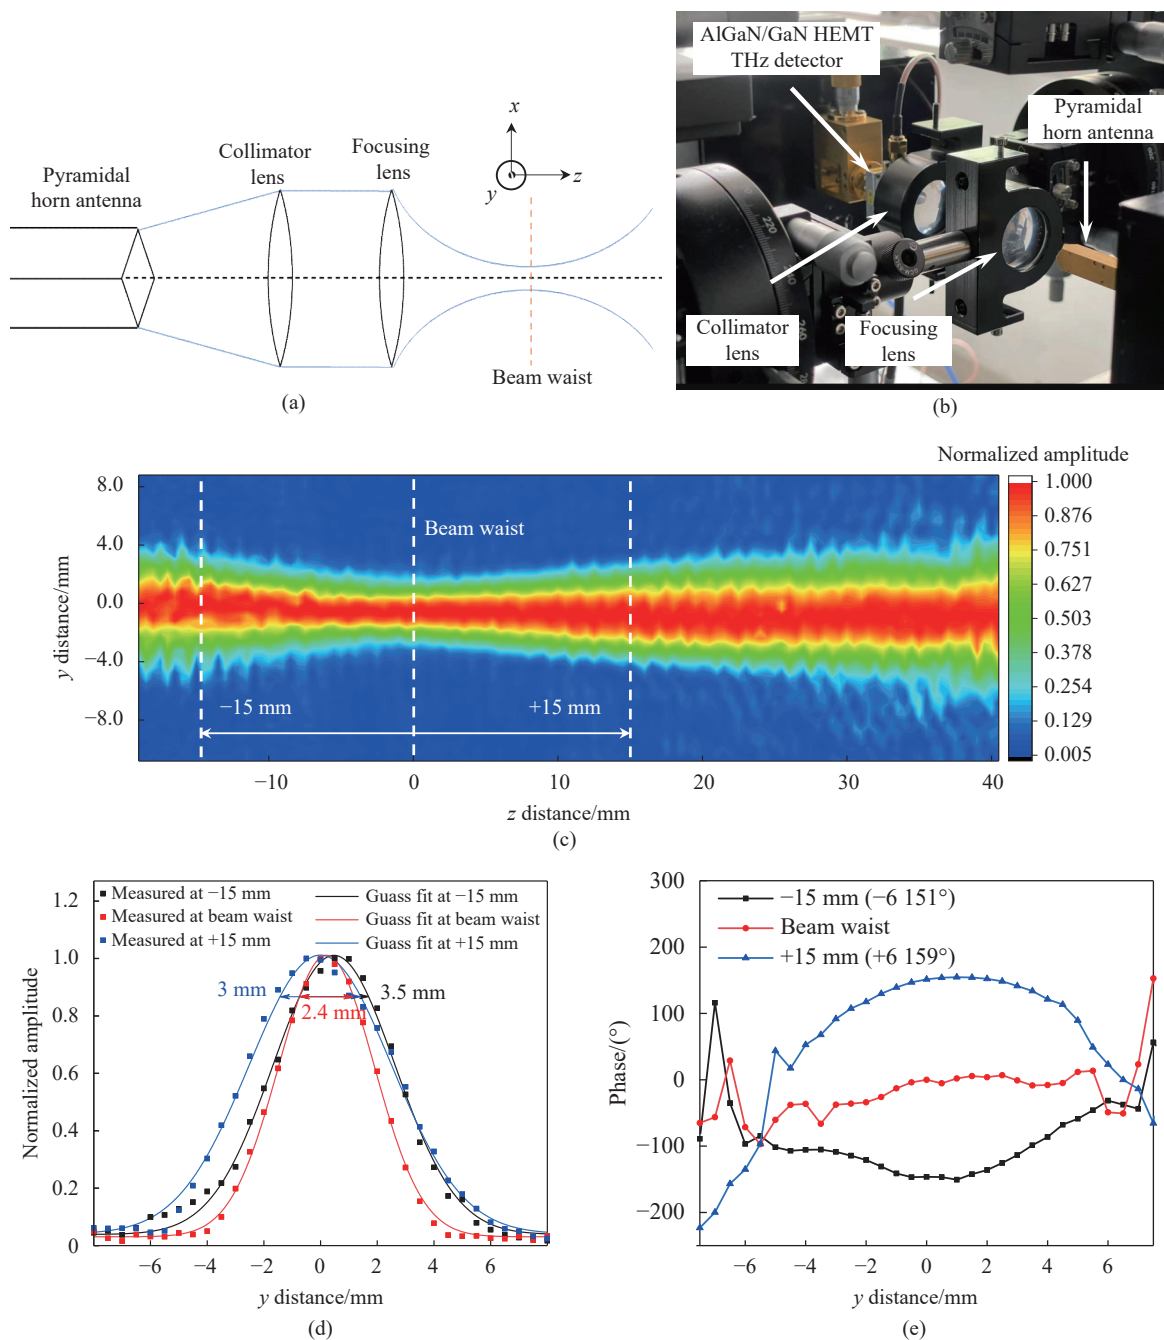 x
y
z
Pyramidal
horn antenna
Collimator
lens
Focusing
lens
Beam waist
(a)
AlGaN/GaN HEMT
THz detector
Pyramidal
horn antenna
Collimator
lens
Focusing
lens
220
(b)
Normalized amplitude
8.0
4.0
0.0
−4.0
−8.0
y distance/mm
Beam waist
−15 mm
+15 mm
−10
0
10
20
30
40
z distance/mm
1.000
0.876
0.751
0.627
0.503
0.378
0.254
0.129
0.005
(c)
Measured at −15 mm
Measured at beam waist
Measured at +15 mm
Guass fit at −15 mm
Guass fit at beam waist
Guass fit at +15 mm
3 mm
3.5 mm
2.4 mm
1.2
1.0
0.8
0.6
0.4
0.2
0
Normalized amplitude
−6
−4
−2
0
2
4
6
y distance/mm
(d)
−15 mm (−6 151°)
Beam waist
+15 mm (+6 159°)
300
200
100
0
−100
−200
Phase/(°)
−6
−4
−2
0
2
4
6
y distance/mm
(e)